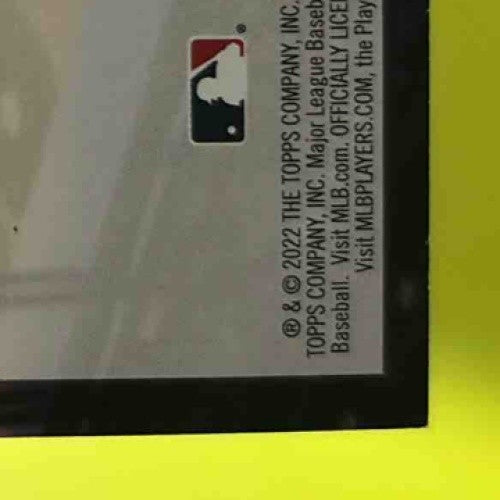 ® & © 2022 THE TOPPS COMPANY, INC.
TOPPS COMPANY, INC. Major League Baseb
Baseball. Visit MLB.com. OFFICIALLY LICE
Visit MLBPLAYERS.COM, the Play
®